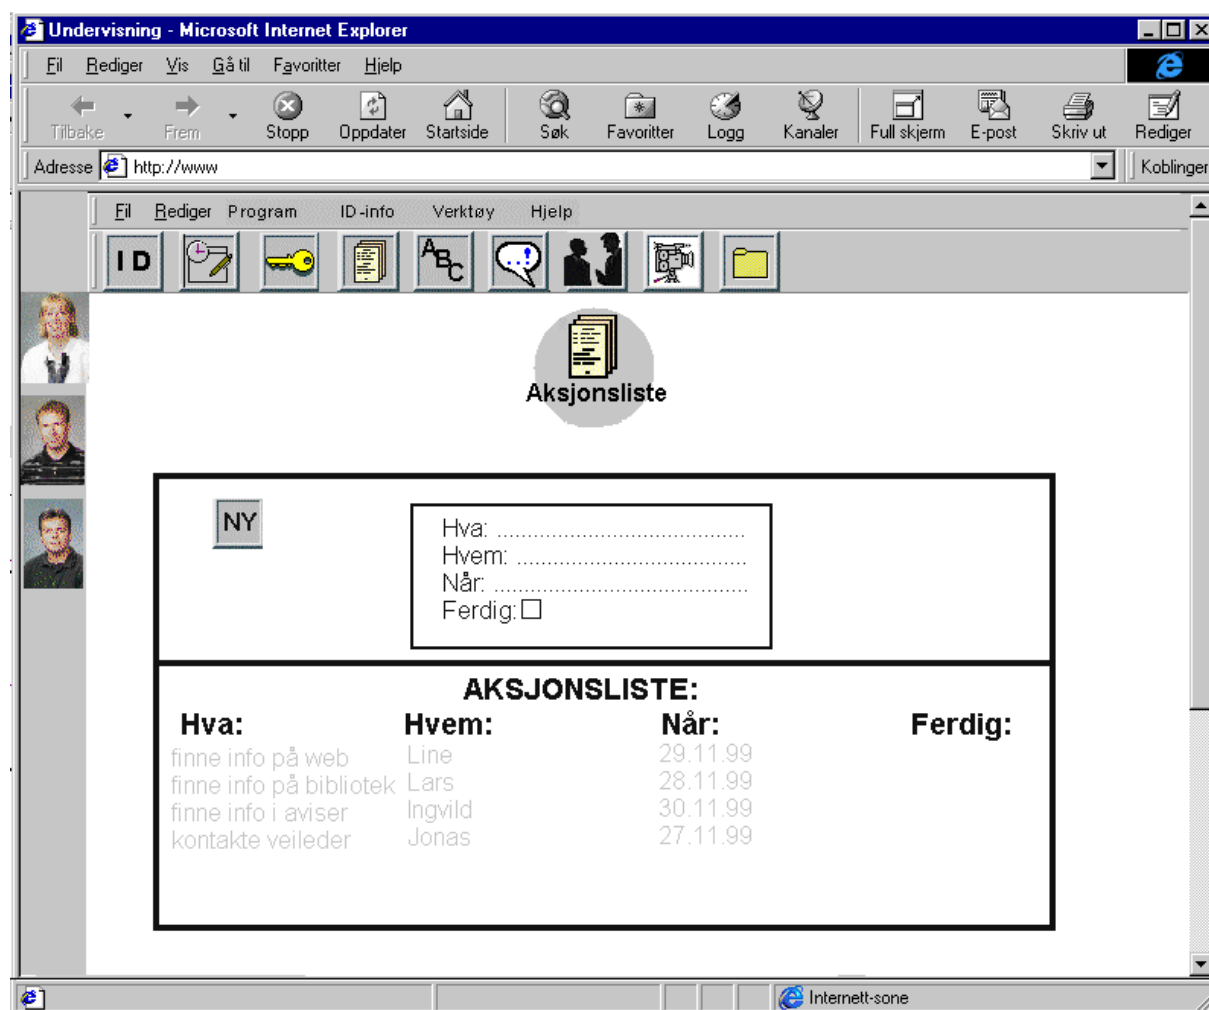 Undervisning - Microsoft Internet Explorer
Fil Rediger Vis Gå til Favoritter Hjelp
Tilbake Frem Stopp Oppdater Startside Søk Favoritter Logg Kanaler Full skjerm E-post Skriv ut Rediger
Adresse http://www Koblinger
Fil Rediger Program ID-info Verktøy Hjelp
ID ABC ..!
Aksjonsliste
NY
Hva: ........................................
Hvem: .....................................
Når: .........................................
Ferdig:
AKSJONSLISTE:
Hva: Hvem: Når: Ferdig:
finne info på web Line 29.11.99
finne info på bibliotek Lars 28.11.99
finne info i aviser Ingvild 30.11.99
kontakte veileder Jonas 27.11.99
Internett-sone